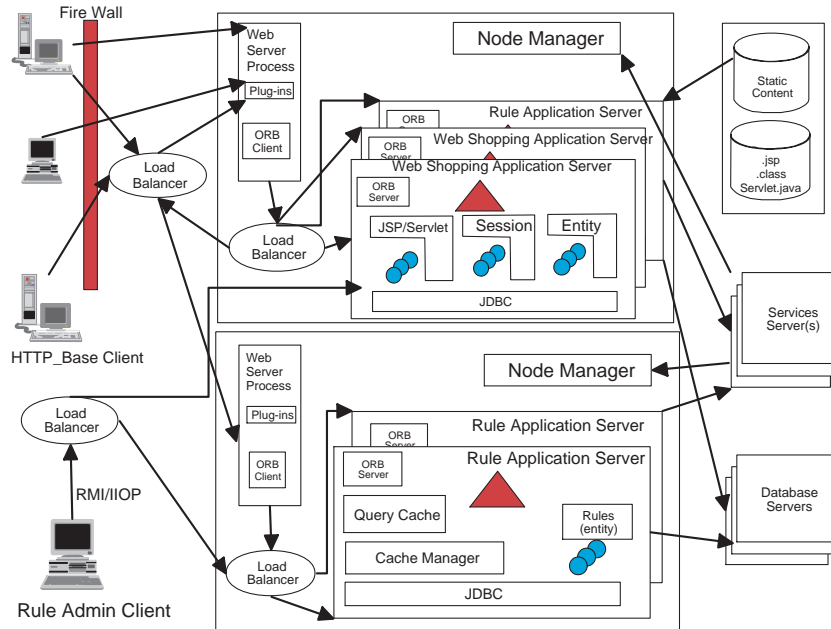 Fire Wall
Web
Server
Process
Plug-ins
ORB
Client
Node Manager
Static
Content
.jsp
.class
Servlet.java
Rule Application Server
ORB
Web Shopping Application Server
ORB
Server
Web Shopping Application Server
ORB
Server
JSP/Servlet
Session
Entity
JDBC
Load
Balancer
Load
Balancer
HTTP_Base Client
Services
Server(s)
Web
Server
Process
Plug-ins
ORB
Client
Node Manager
Load
Balancer
RMI/IIOP
Rule Admin Client
Rule Application Server
ORB
Server
Rule Application Server
ORB
Server
Query Cache
Cache Manager
Rules
(entity)
JDBC
Load
Balancer
Database
Servers